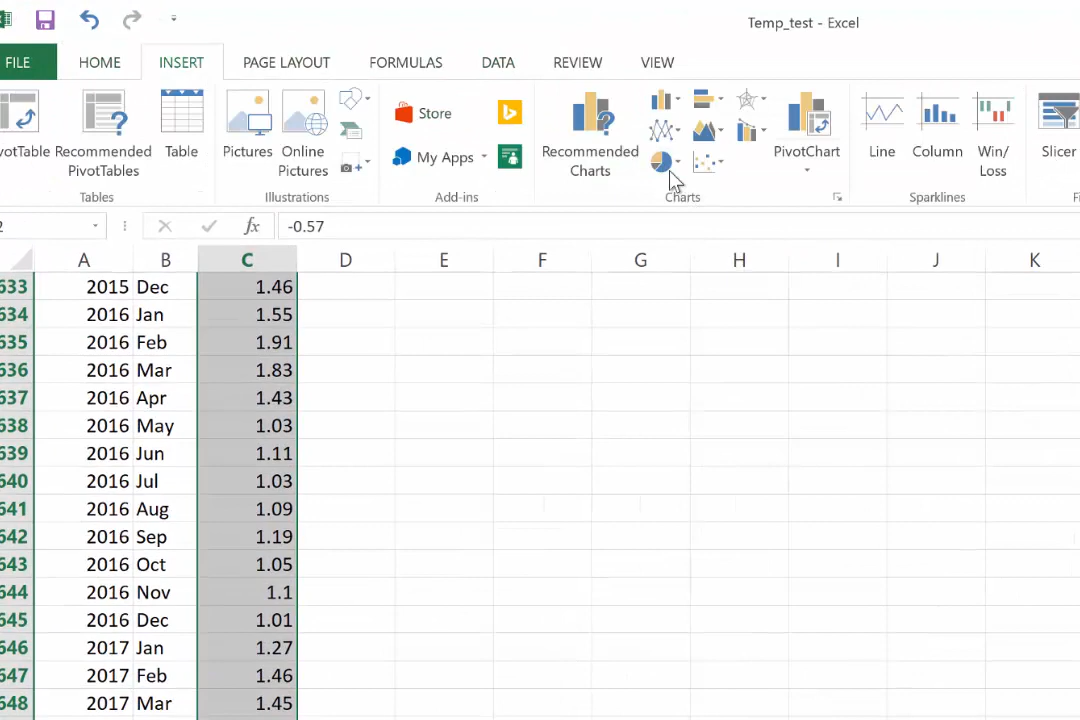 Temp_test - Excel
FILE HOME INSERT PAGE LAYOUT FORMULAS DATA REVIEW VIEW
Store
My Apps
votTable Recommended PivotTables Table Pictures Online Pictures Recommended Charts PivotChart Line Column Win/ Loss Slicer
Tables Illustrations Add-ins Charts Sparklines Fi
2 fx -0.57
A B C D E F G H I J K
633 2015 Dec 1.46
634 2016 Jan 1.55
635 2016 Feb 1.91
636 2016 Mar 1.83
637 2016 Apr 1.43
638 2016 May 1.03
639 2016 Jun 1.11
640 2016 Jul 1.03
641 2016 Aug 1.09
642 2016 Sep 1.19
643 2016 Oct 1.05
644 2016 Nov 1.1
645 2016 Dec 1.01
646 2017 Jan 1.27
647 2017 Feb 1.46
648 2017 Mar 1.45